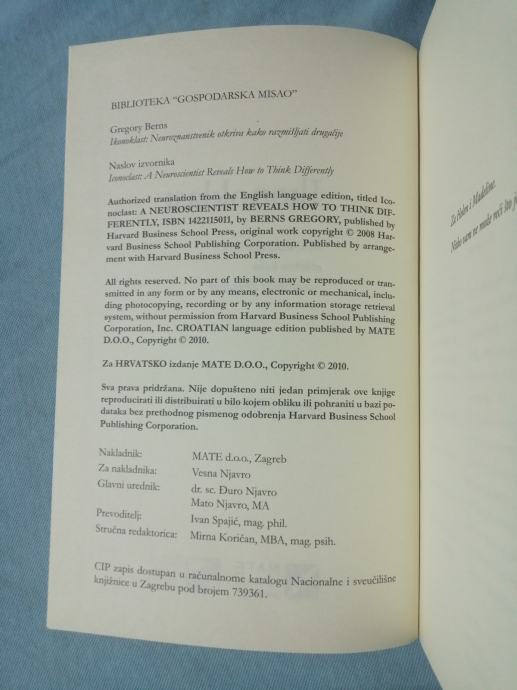 BIBLIOTEKA "GOSPODARSKA MISAO"
Gregory Berns
Ikonoklast: Neuroznanstvenik otkriva kako razmišljati drugačije
Naslov izvornika
Iconoclast: A Neuroscientist Reveals How to Think Differently
Authorized translation from the English language edition, titled Ico-
noclast: A NEUROSCIENTIST REVEALS HOW TO THINK DIF-
FERENTLY, ISBN 1422115011, by BERNS GREGORY, published by
Harvard Business School Press, original work copyright © 2008 Har-
vard Business School Publishing Corporation. Published by arrange-
ment with Harvard Business School Press.
All rights reserved. No part of this book may be reproduced or tran-
smitted in any form or by any means, electronic or mechanical, inclu-
ding photocopying, recording or by any information storage retrieval
system, without permission from Harvard Business School Publishing
Corporation, Inc. CROATIAN language edition published by MATE
D.O.O., Copyright © 2010.
Za HRVATSKO izdanje MATE D.O.O., Copyright © 2010.
Sva prava pridržana. Nije dopušteno niti jedan primjerak ove knjige
reproducirati ili distribuirati u bilo kojem obliku ili pohraniti u bazi po-
dataka bez prethodnog pismenog odobrenja Harvard Business School
Publishing Corporation.
Nakladnik: MATE d.o.o., Zagreb
Za nakladnika: Vesna Njavro
Glavni urednik: dr. sc. Đuro Njavro
Mato Njavro, MA
Prevoditelj: Ivan Spajić, mag. phil.
Stručna redaktorica: Mirna Koričan, MBA, mag. psih.
CIP zapis dostupan u računalnome katalogu Nacionalne i sveučilišne
knjižnice u Zagrebu pod brojem 739361.
Za Helen i Madeline.
Neka vam ne